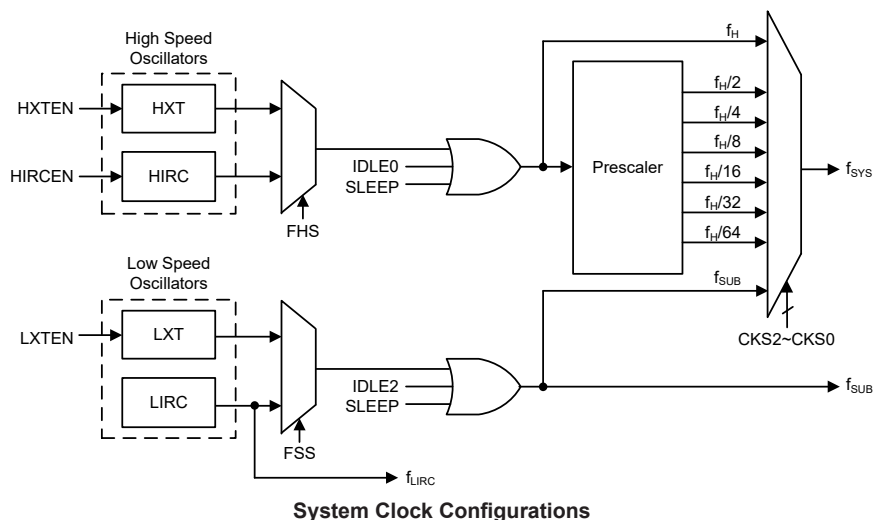 High Speed
Oscillators
HXTEN
HXT
HIRCEN
HIRC
FHS
IDLE0
SLEEP
Prescaler
fH
fH/2
fH/4
fH/8
fH/16
fH/32
fH/64
fSUB
fSYS
CKS2~CKS0
Low Speed
Oscillators
LXTEN
LXT
LIRC
FSS
IDLE2
SLEEP
fSUB
fLIRC
System Clock Configurations